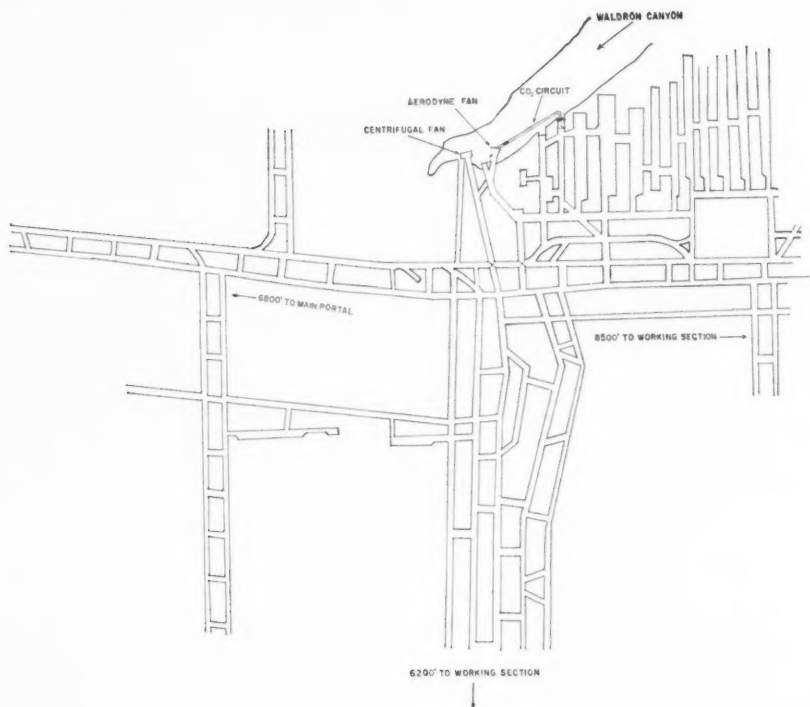 WALDRON CANYON
CO₂ CIRCUIT
AERODYNE FAN
CENTRIFUGAL FAN
6800' TO MAIN PORTAL
8500' TO WORKING SECTION
6200' TO WORKING SECTION